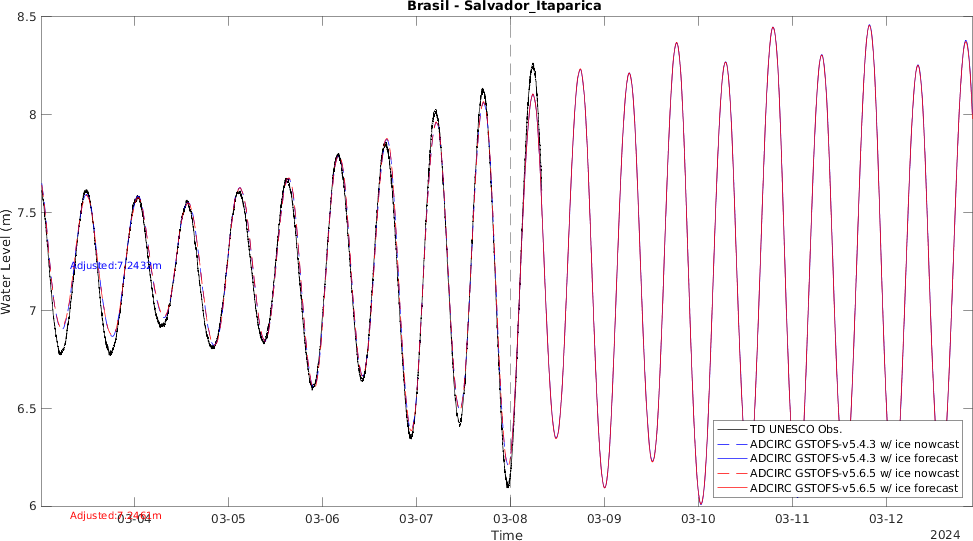 Brasil - Salvador_Itaparica
8.5
8
7.5
7
6.5
6
Water Level (m)
Adjusted:7.2432m
Adjusted:7.2461m
TD UNESCO Obs.
ADCIRC GSTOFS-v5.4.3 w/ ice nowcast
ADCIRC GSTOFS-v5.4.3 w/ ice forecast
ADCIRC GSTOFS-v5.6.5 w/ ice nowcast
ADCIRC GSTOFS-v5.6.5 w/ ice forecast
03-04 03-05 03-06 03-07 03-08 03-09 03-10 03-11 03-12
Time
2024